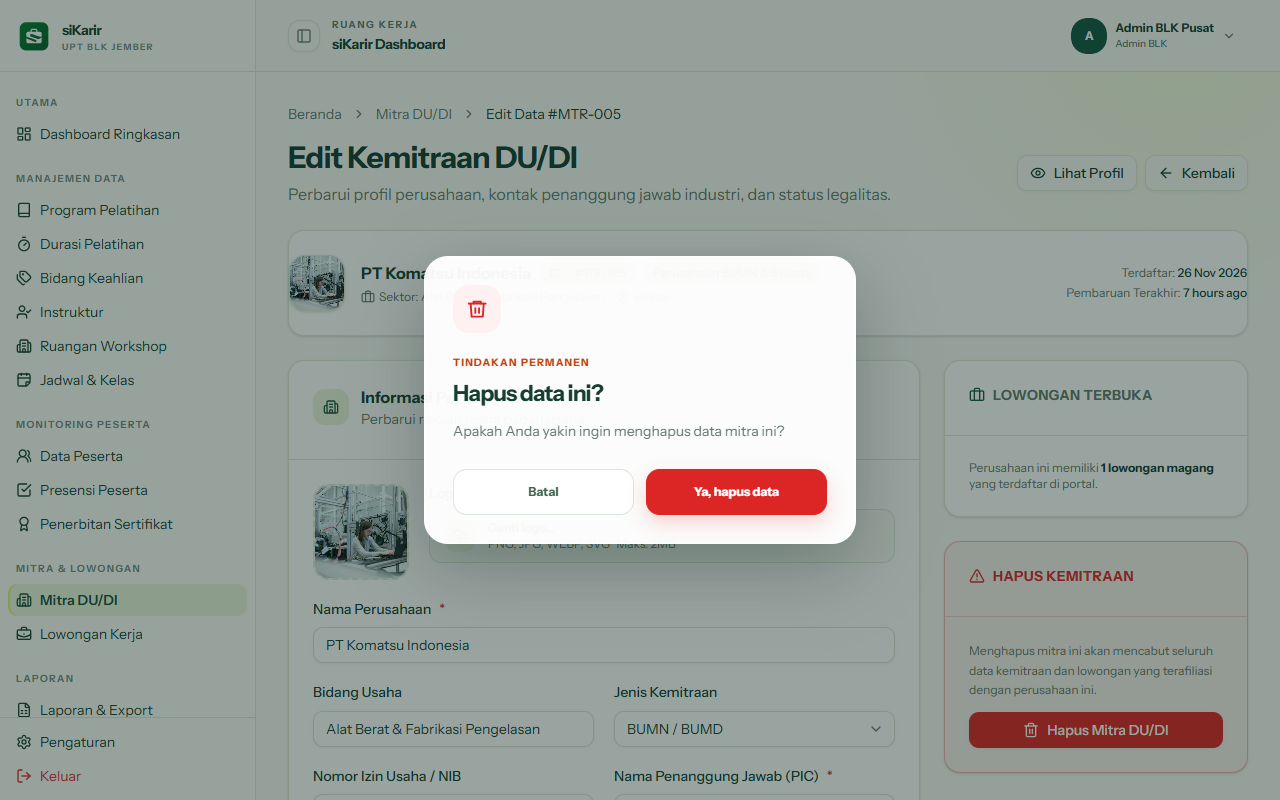 siKarir
UPT BLK JEMBER
RUANG KERJA
siKarir Dashboard
A
Admin BLK Pusat
Admin BLK
UTAMA
Dashboard Ringkasan
MANAJEMEN DATA
Program Pelatihan
Durasi Pelatihan
Bidang Keahlian
Instruktur
Ruangan Workshop
Jadwal & Kelas
MONITORING PESERTA
Data Peserta
Presensi Peserta
Penerbitan Sertifikat
MITRA & LOWONGAN
Mitra DU/DI
Lowongan Kerja
LAPORAN
Laporan & Export
Pengaturan
Keluar
Beranda > Mitra DU/DI > Edit Data #MTR-005
Edit Kemitraan DU/DI
Perbarui profil perusahaan, kontak penanggung jawab industri, dan status legalitas.
Lihat Profil
Kembali
PT Komatsu Indonesia
Sektor:
Terdaftar: 26 Nov 2026
Pembaruan Terakhir: 7 hours ago
TINDAKAN PERMANEN
Hapus data ini?
Apakah Anda yakin ingin menghapus data mitra ini?
Batal
Ya, hapus data
Informasi
Perbarui
PNG, JPG, WEBP, SVG Maks. 2MB
Nama Perusahaan *
PT Komatsu Indonesia
Bidang Usaha
Alat Berat & Fabrikasi Pengelasan
Jenis Kemitraan
BUMN / BUMD
Nomor Izin Usaha / NIB
Nama Penanggung Jawab (PIC) *
LOWONGAN TERBUKA
Perusahaan ini memiliki 1 lowongan magang
yang terdaftar di portal.
HAPUS KEMITRAAN
Menghapus mitra ini akan mencabut seluruh
data kemitraan dan lowongan yang terafiliasi
dengan perusahaan ini.
Hapus Mitra DU/DI